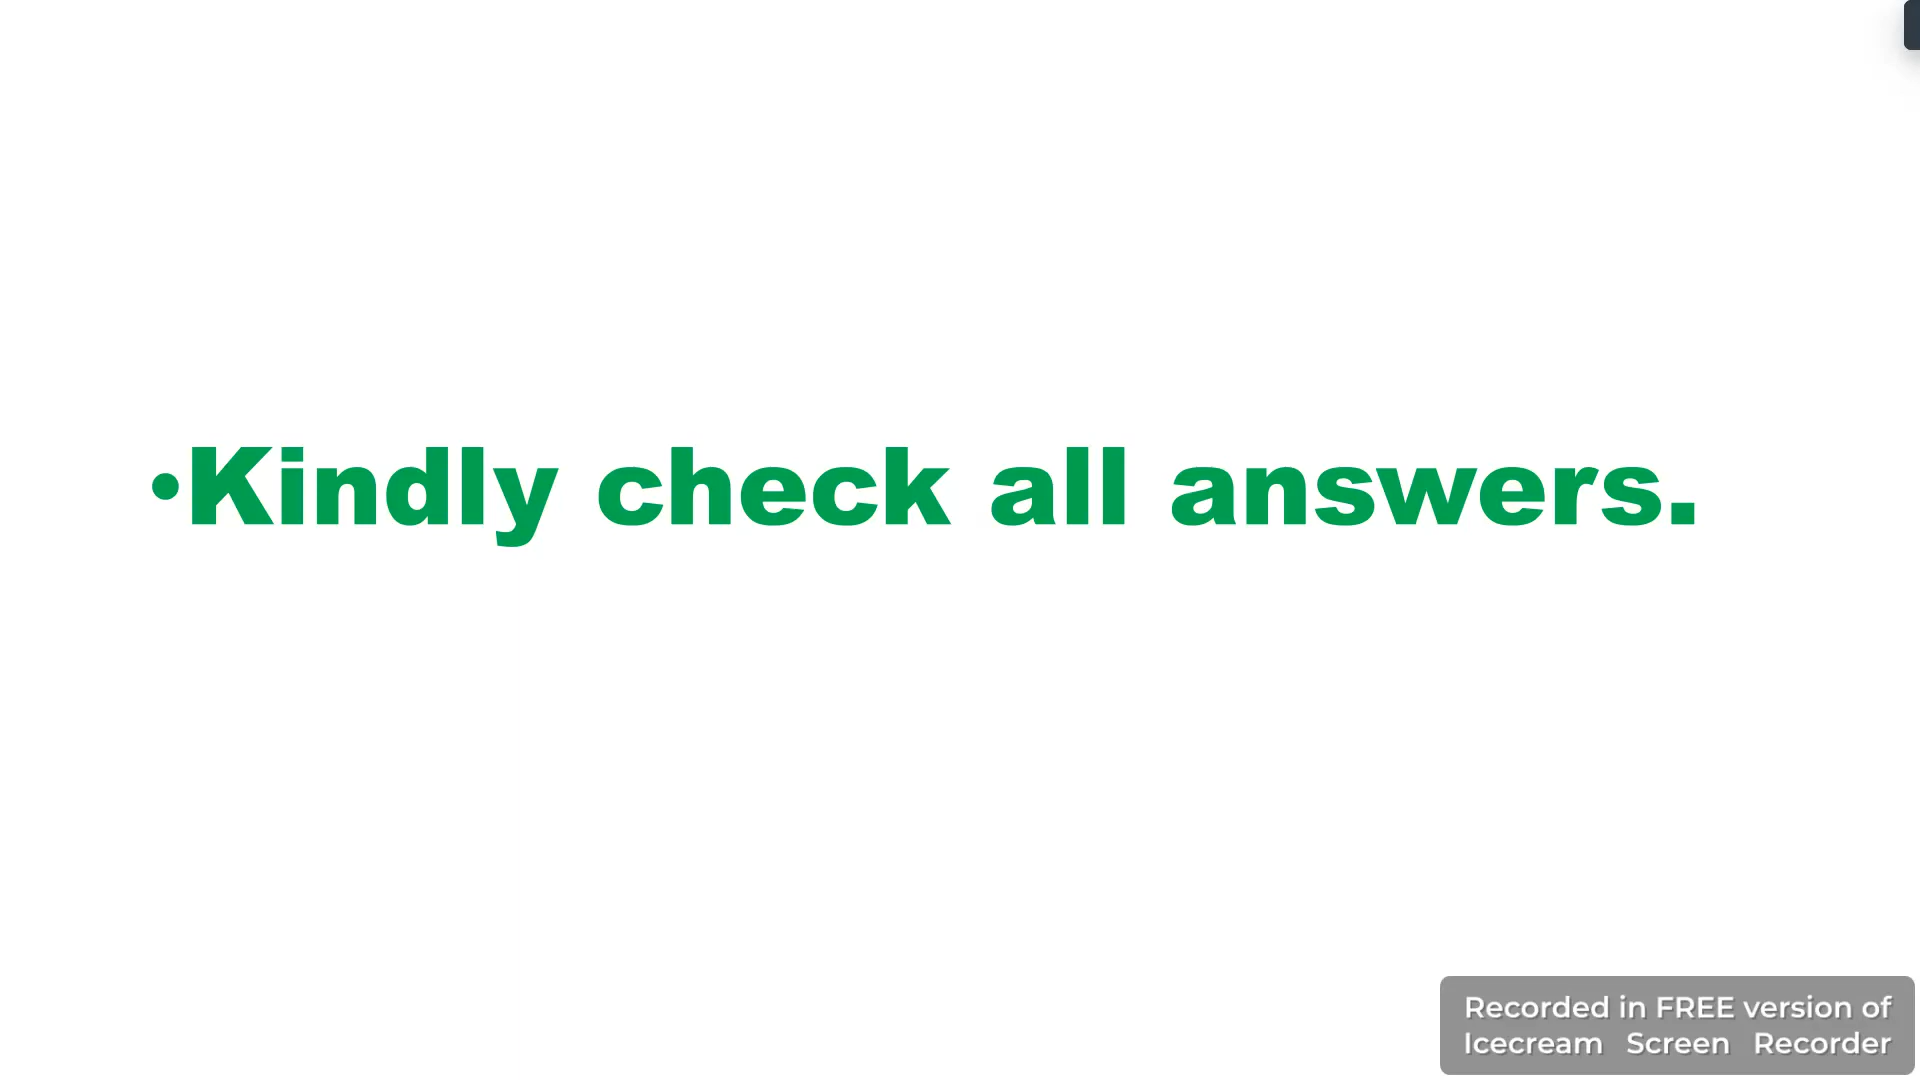 •Kindly check all answers.
Recorded in FREE version of
Icecream Screen Recorder